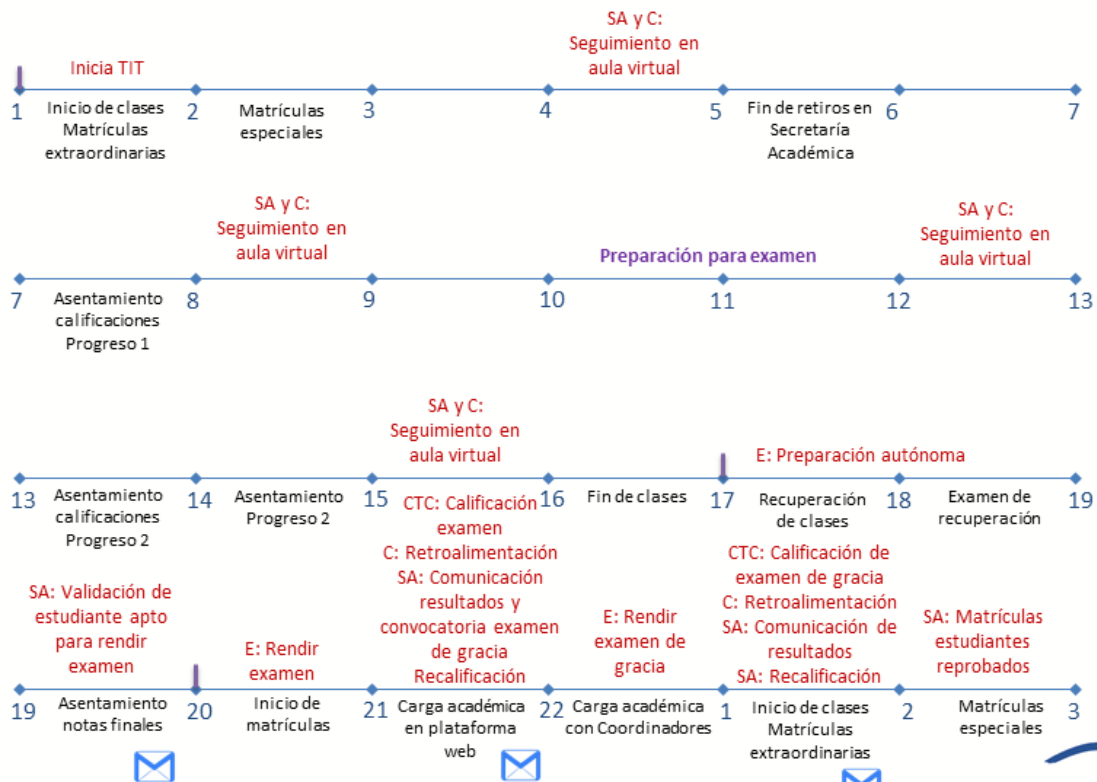 SA y C:
Seguimiento en
aula virtual
Inicia TIT
1
2
3
4
5
6
7
Inicio de clases
Matrículas
extraordinarias
Matrículas
especiales
Fin de retiros en
Secretaría
Académica
SA y C:
Seguimiento en
aula virtual
Preparación para examen
SA y C:
Seguimiento en
aula virtual
7
8
9
10
11
12
13
Asentamiento
calificaciones
Progreso 1
SA y C:
Seguimiento en
aula virtual
E: Preparación autónoma
13
14
15
16
17
18
19
Asentamiento
calificaciones
Progreso 2
Asentamiento
Progreso 2
Fin de clases
Recuperación
de clases
Examen de
recuperación
SA: Validación de
estudiante apto
para rendir
examen
E: Rendir
examen
CTC: Calificación
examen
C: Retroalimentación
SA: Comunicación
resultados y
convocatoria examen
de gracia
Recalificación
E: Rendir
examen de
gracia
CTC: Calificación de
examen de gracia
C: Retroalimentación
SA: Comunicación de
resultados
SA: Recalificación
SA: Matrículas
estudiantes
reprobados
19
20
21
22
1
2
3
Asentamiento
notas finales
Inicio de
matrículas
Carga académica
en plataforma
web
Carga académica
con Coordinadores
Inicio de clases
Matrículas
extraordinarias
Matrículas
especiales